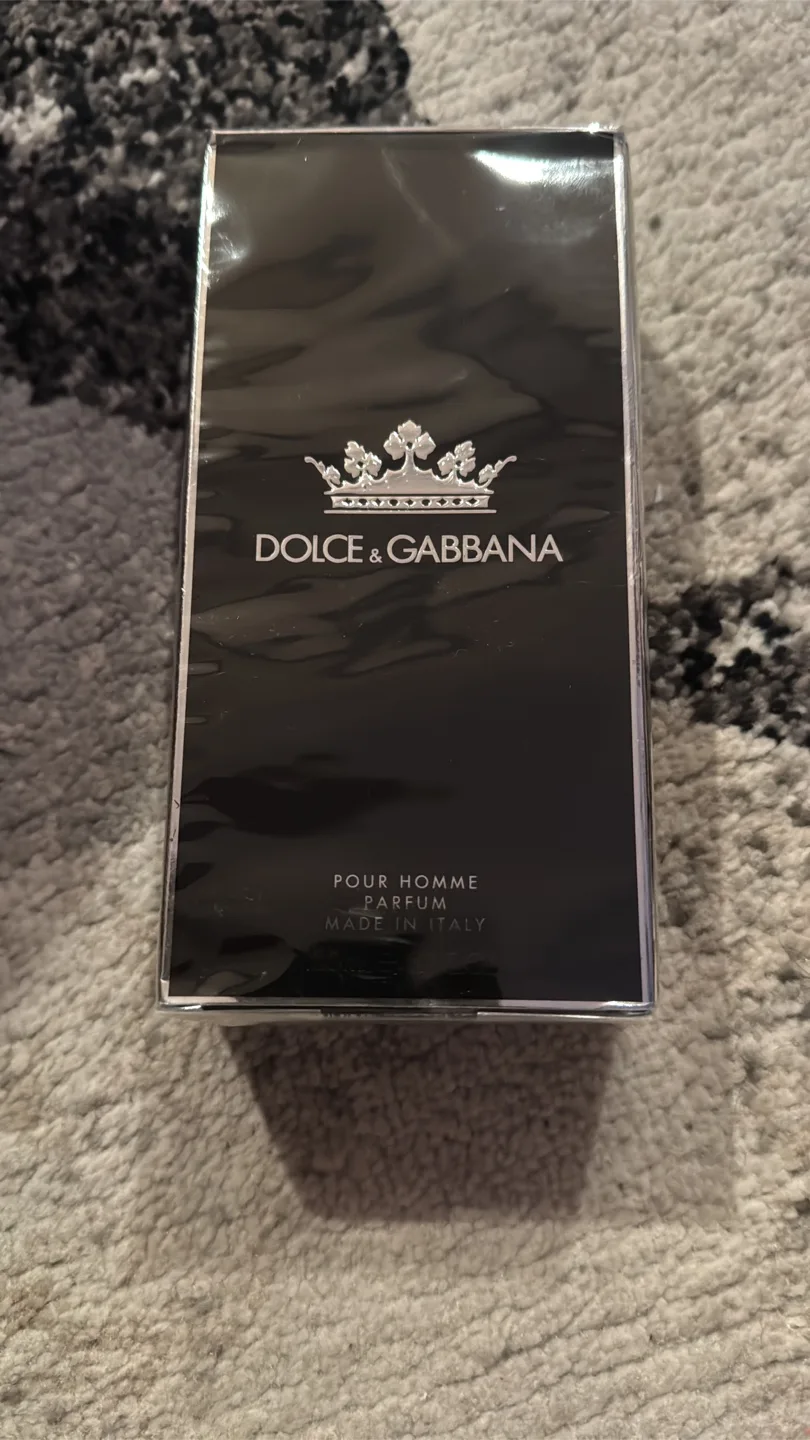 DOLCE & GABBANA
POUR HOMME
PARFUM
MADE IN ITALY